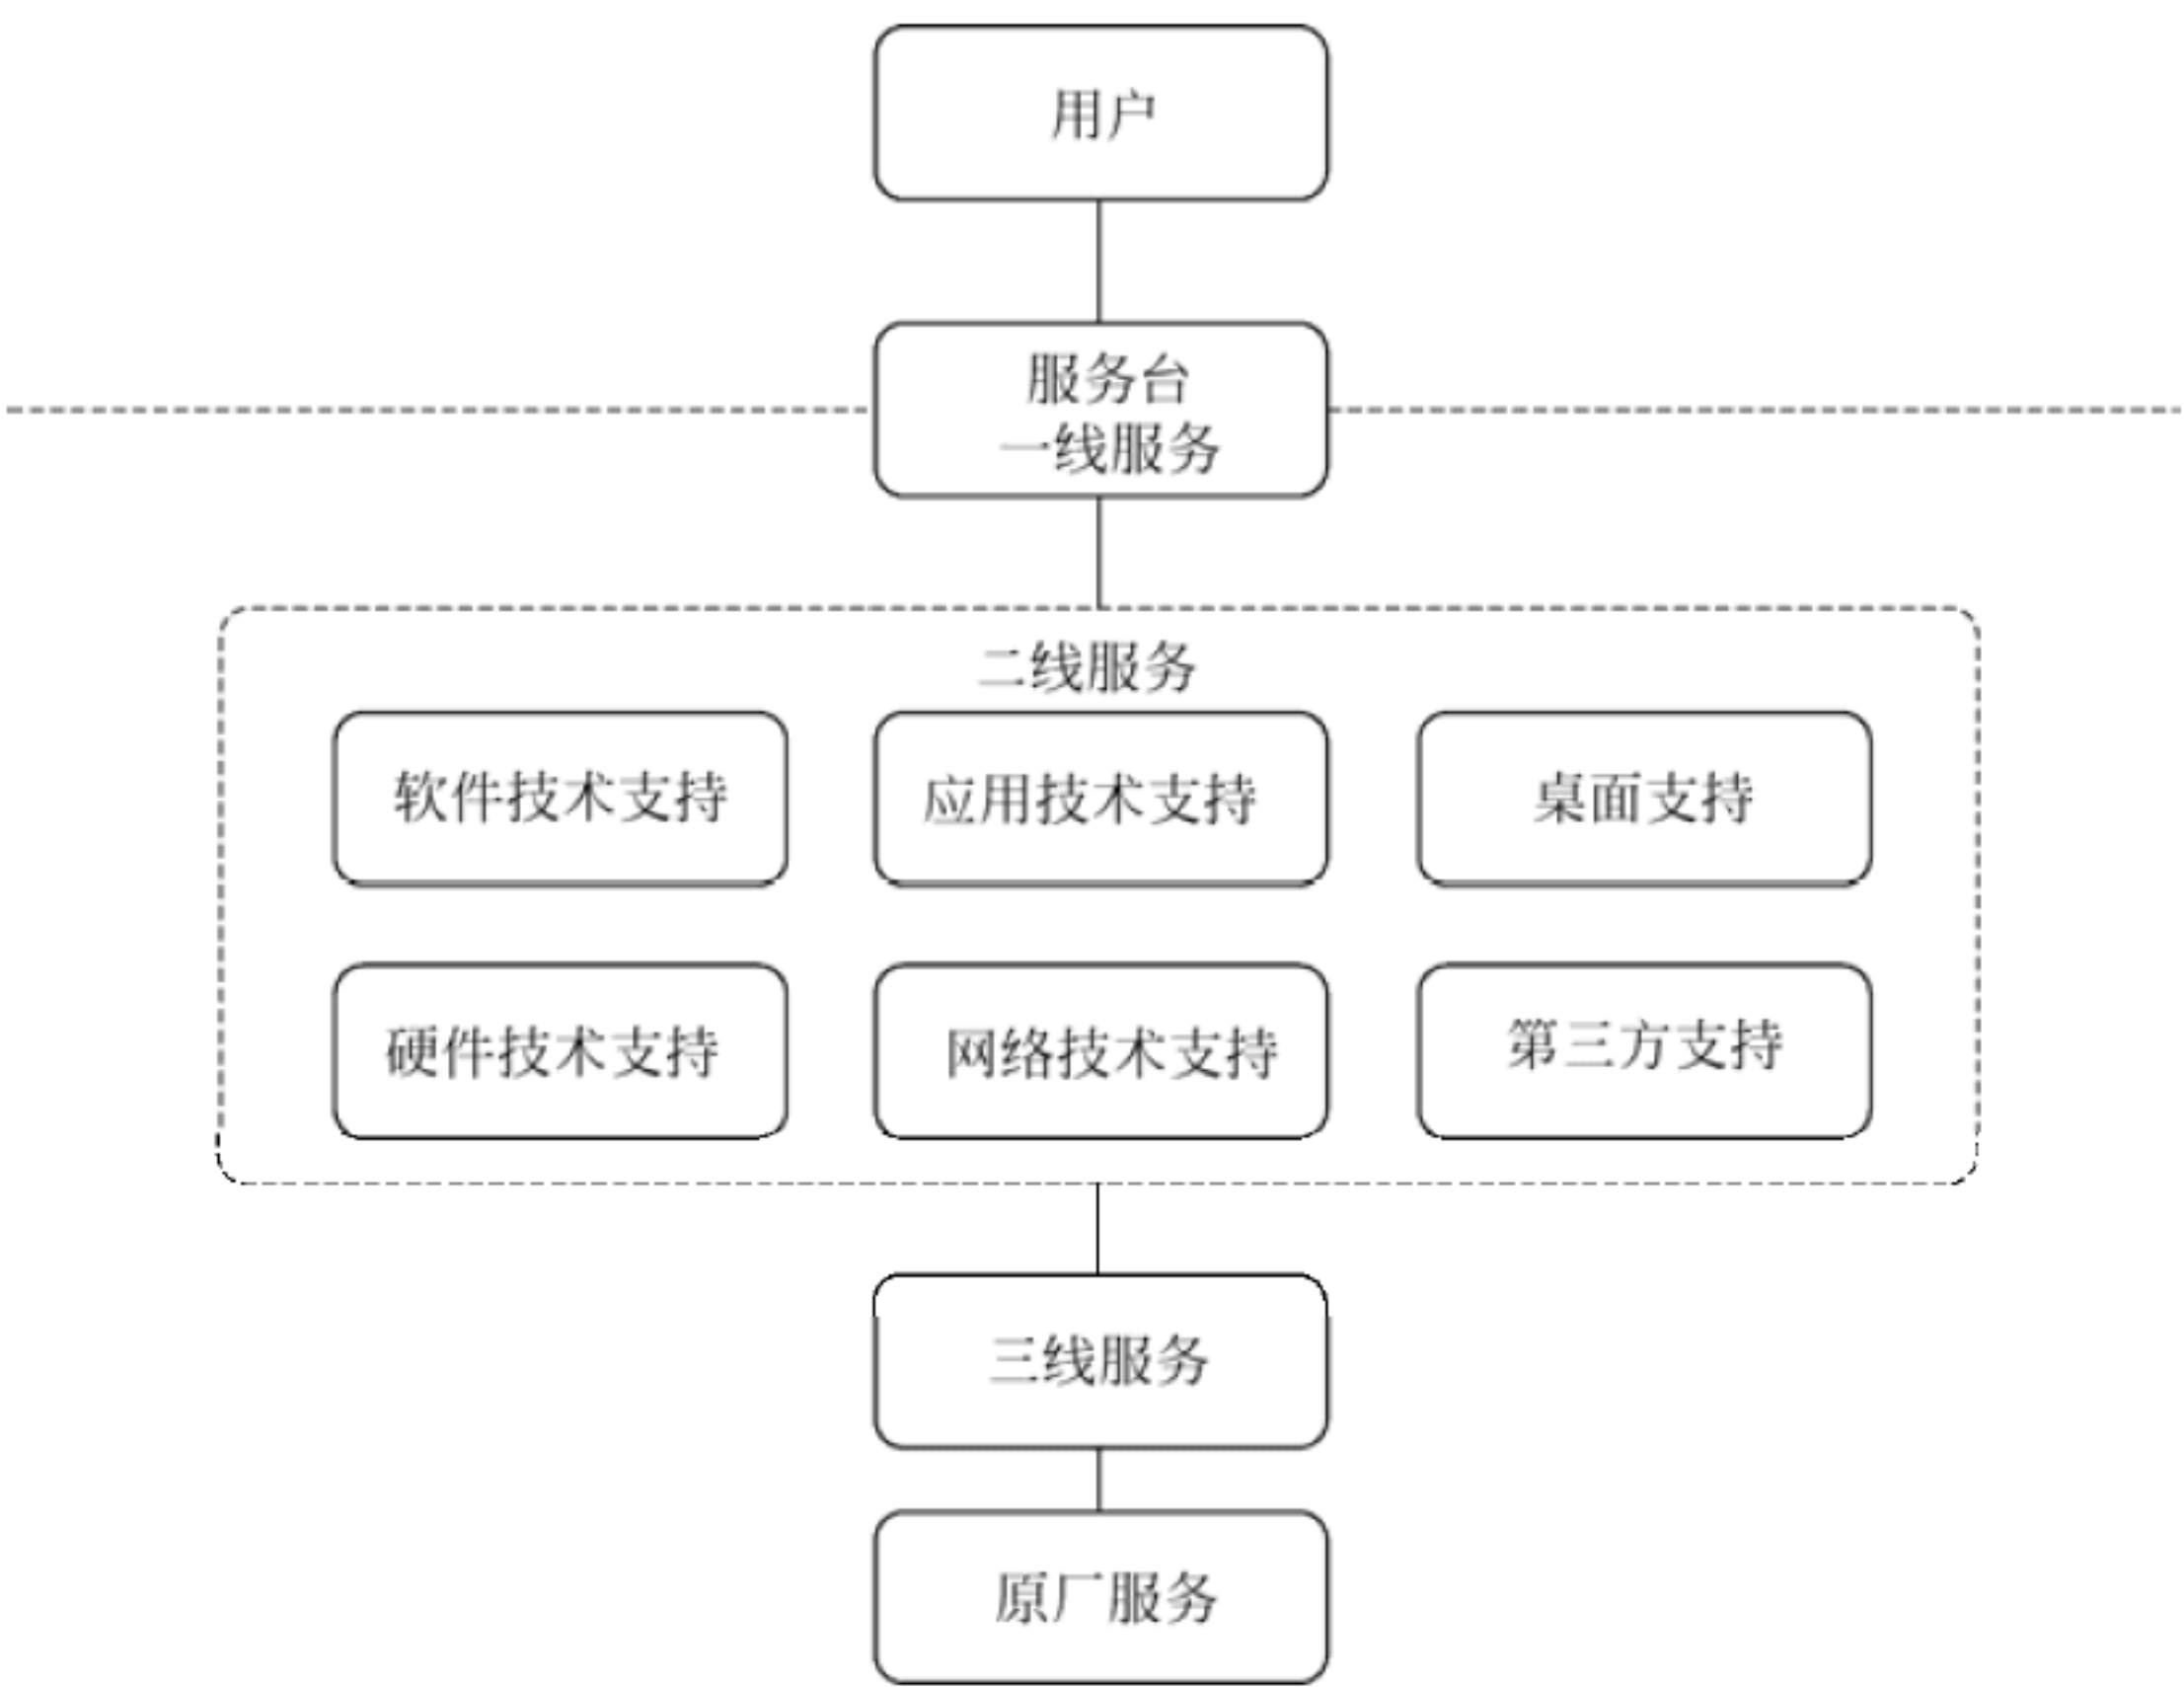 用户
服务台
一线服务
二线服务
软件技术支持
应用技术支持
桌面支持
硬件技术支持
网络技术支持
第三方支持
三线服务
原厂服务